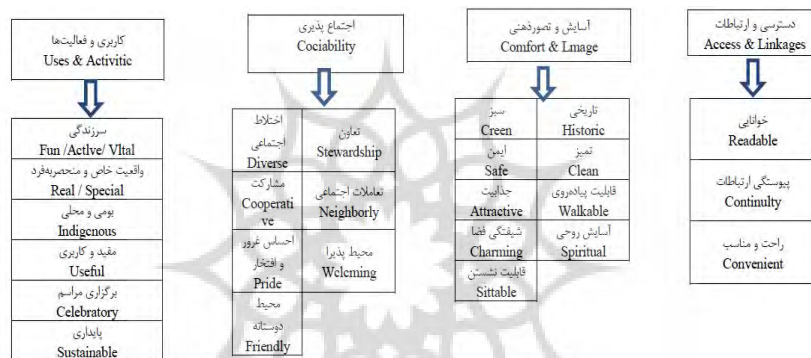 کاربری و فعالیت‌ها
Uses & Activitic
سرزندگی
Fun /Actlve/ Vltal
واقعیت خاص و منحصربه‌فرد
Real / Special
بومی و محلی
Indigcnous
مفید و کاربری
Useful
برگزاری مراسم
Celebratory
پایداری
Sustainable
اجتماع پذیری
Cociability
اختلاط
اجتماعی
Diverse
مشارکت
Cooperati
ve
احساس غرور
و افتخار
Pride
محیط
دوستانه
Friendly
تعاون
Stewardship
تعاملات اجتماعی
Neighborly
محیط پذیرا
Wclcming
آسایش و تصورذهنی
Comfort & Lmage
سبز
Creen
ایمن
Safe
جذابیت
Attractive
شیفتگی فضا
Charming
قابلیت نشستن
Sittable
تاریخی
Historic
تمیز
Clean
قابلیت پیاده‌روی
Walkable
آسایش روحی
Spiritual
دسترسی و ارتباطات
Access & Linkages
خوانایی
Readable
پیوستگی ارتباطات
Continulty
راحت و مناسب
Convenient